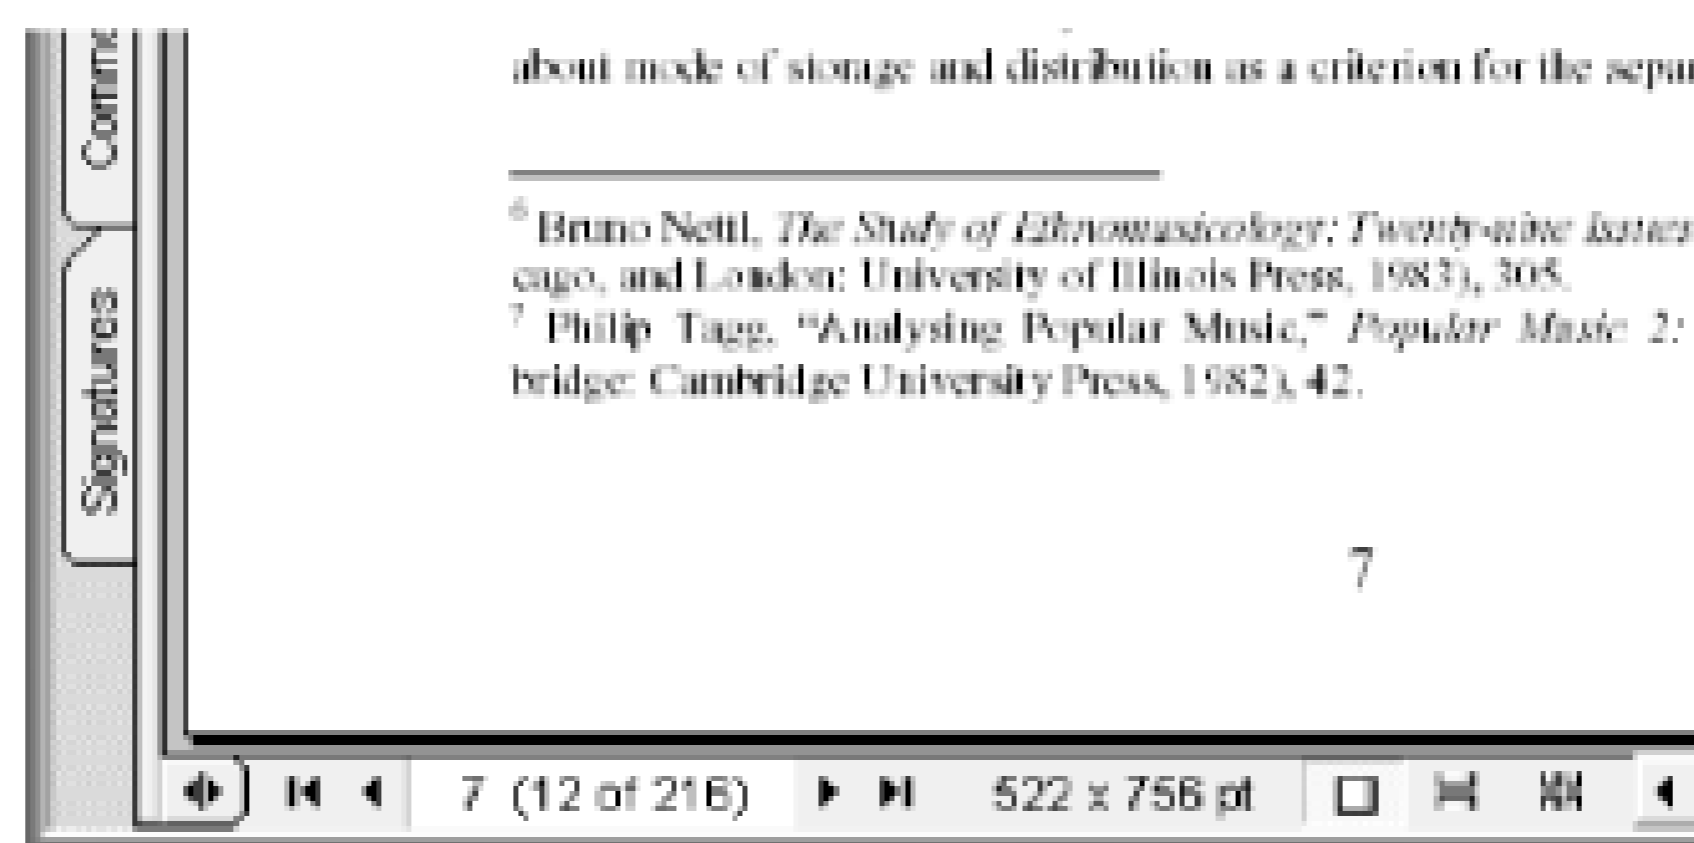 Comme
Signatures
about mode of storage and distribution as a criterion for the separ
6 Bruno Nettl, The Study of Ethnomusicology: Twenty-nine Issues
cago, and London: University of Illinois Press, 1983), 305.
7 Philip Tagg, “Analysing Popular Music,” Popular Music 2:
bridge: Cambridge University Press, 1982), 42.
7
7 (12 of 216) 522 x 756 pt